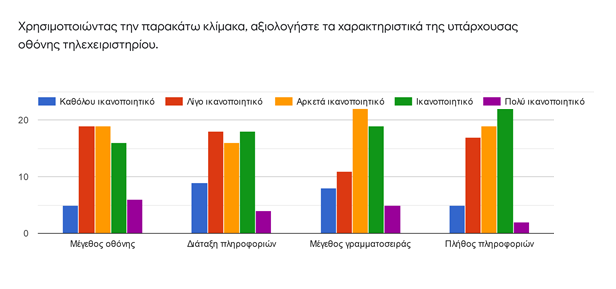 Χρησιμοποιώντας την παρακάτω κλίμακα, αξιολογήστε τα χαρακτηριστικά της υπάρχουσας
οθόνης τηλεχειριστηρίου.
Καθόλου ικανοποιητικό Λίγο ικανοποιητικό Αρκετά ικανοποιητικό Ικανοποιητικό Πολύ ικανοποιητικό
20
10
0
Μέγεθος οθόνης Διάταξη πληροφοριών Μέγεθος γραμματοσειράς Πλήθος πληροφοριών